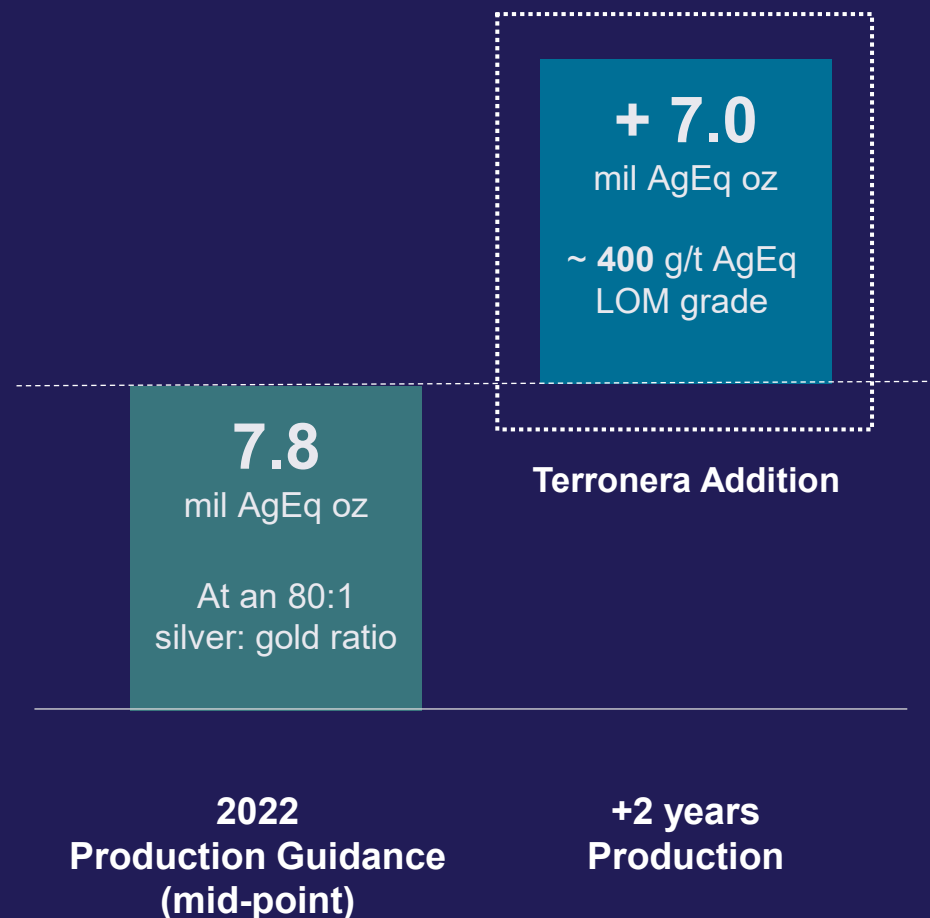 + 7.0
mil AgEq oz
~ 400 g/t AgEq
LOM grade
7.8
mil AgEq oz
At an 80:1
silver: gold ratio
Terronera Addition
2022
Production Guidance
(mid-point)
+2 years
Production